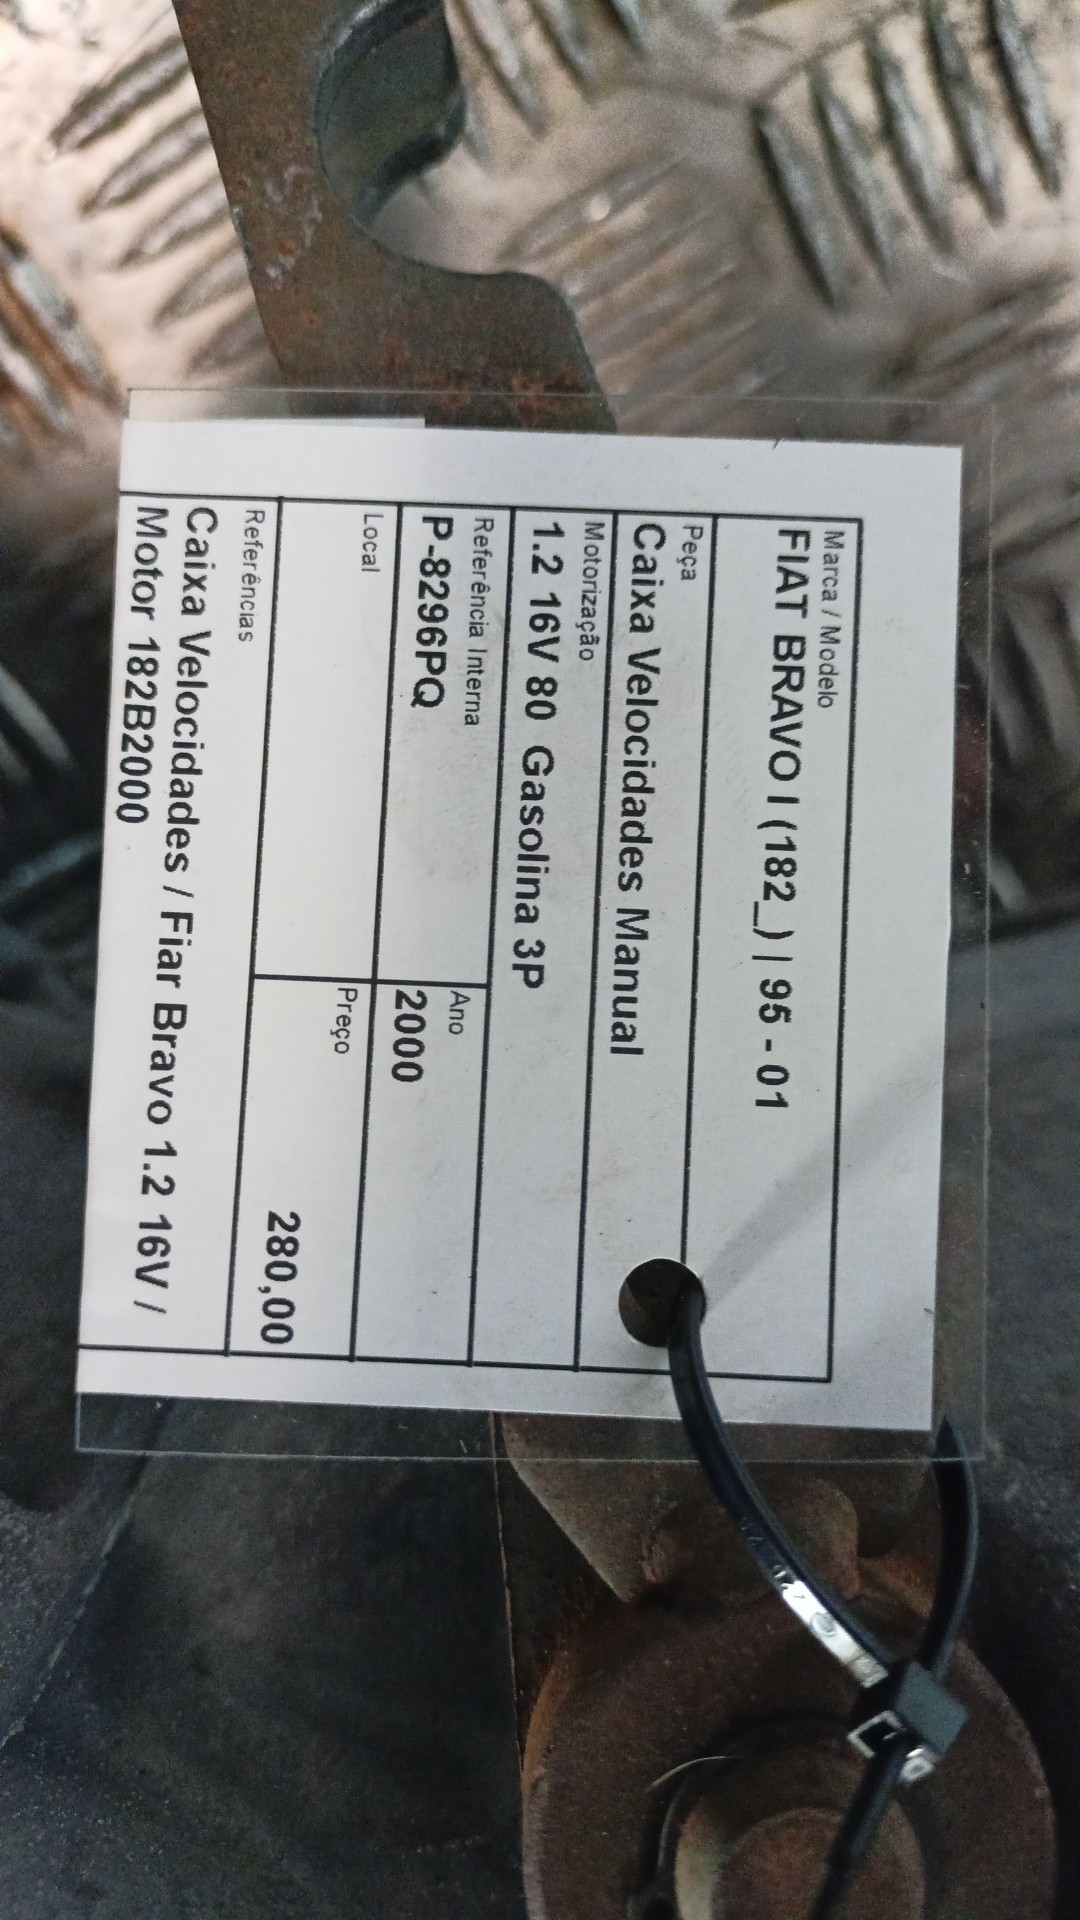 Marca / Modelo
FIAT BRAVO I (182_) | 95 - 01
Peça
Caixa Velocidades Manual
Motorização
1.2 16V 80 Gasolina 3P
Referência Interna
P-8296PQ
Ano
2000
Local
Preço
280,00
Referências
Caixa Velocidades / Fiar Bravo 1.2 16V /
Motor 182B2000